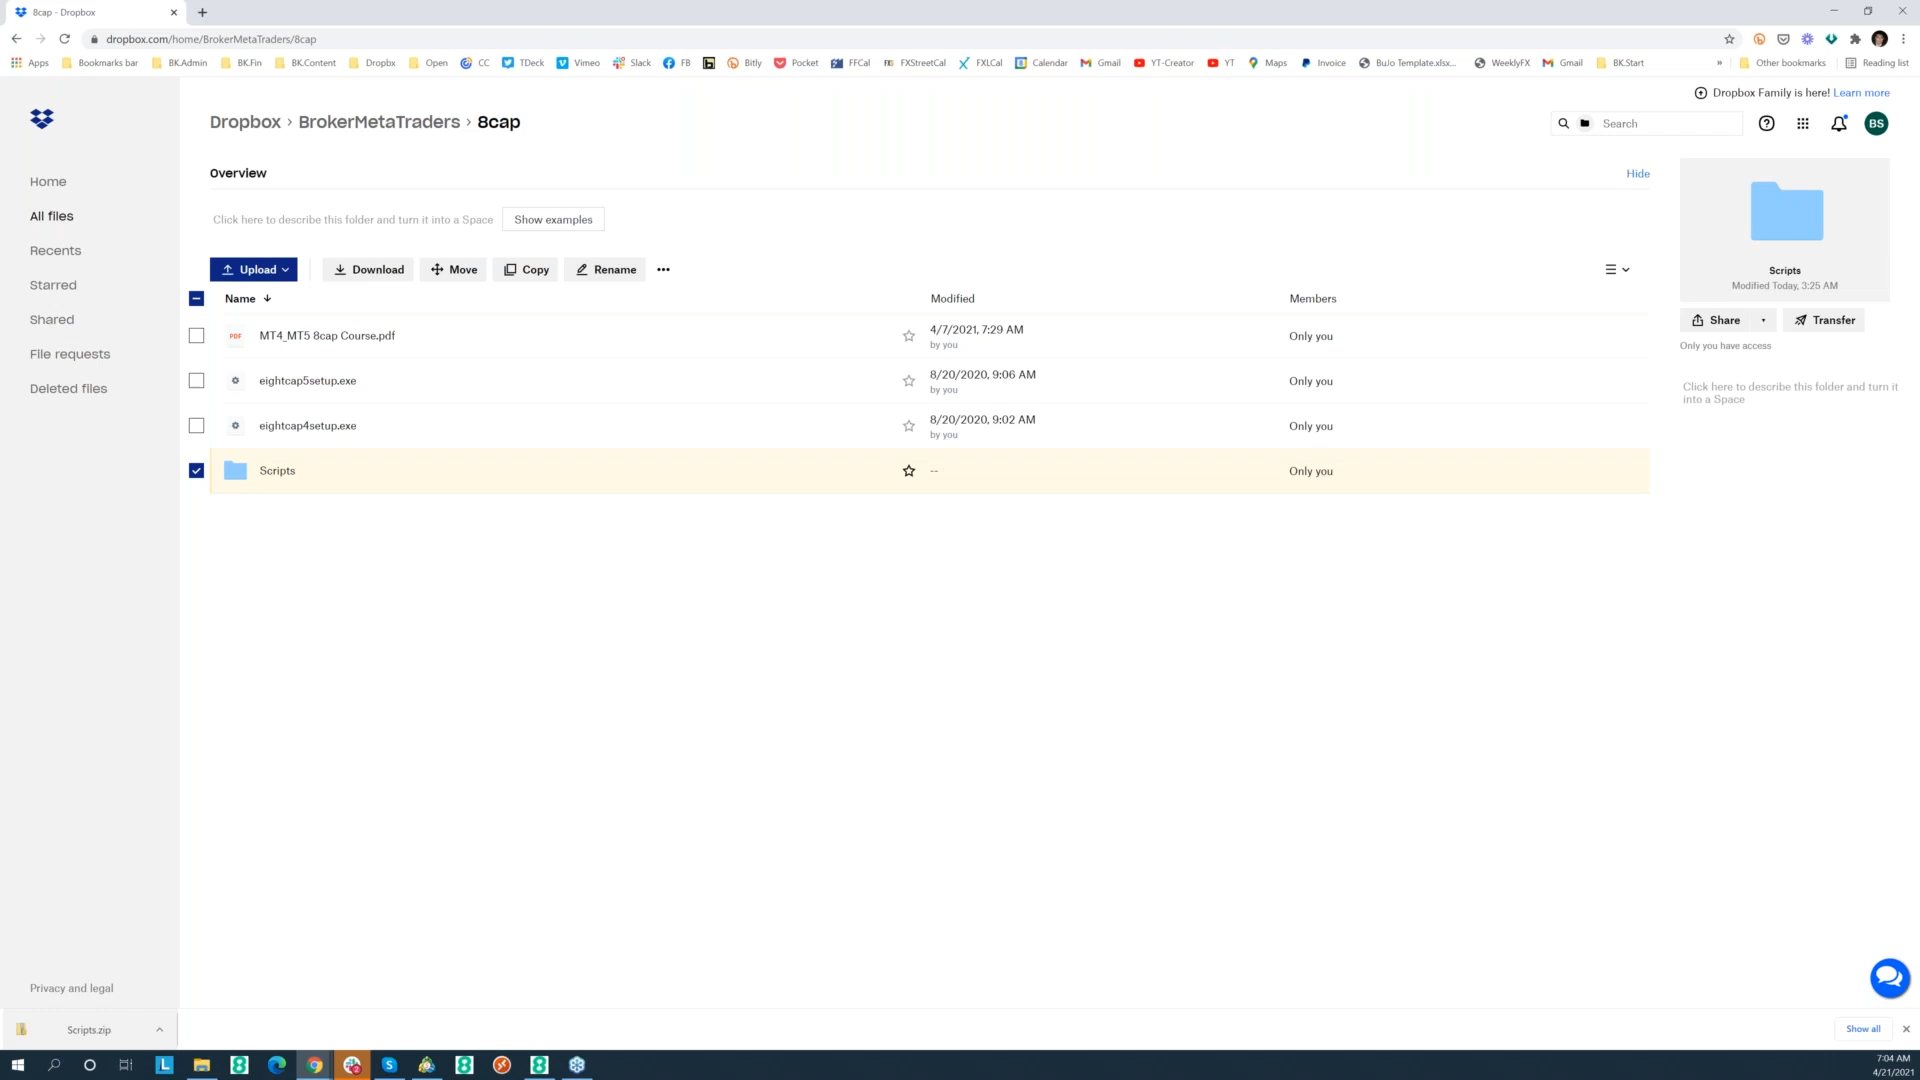 8cap - Dropbox
dropbox.com/home/BrokerMetaTraders/8cap
Apps Bookmarks bar BK.Admin BK.Fin BK.Content Dropbx Open CC TDeck Vimeo Slack FB Bitly Pocket FFCal FXStreetCal FXLCal Calendar Gmail YT-Creator YT Maps Invoice BuJo Template.xlsx... WeeklyFX Gmail BK.Start » Other bookmarks Reading list
Dropbox Family is here! Learn more
Dropbox › BrokerMetaTraders › 8cap
Search
BS
Overview
Hide
Click here to describe this folder and turn it into a Space
Show examples
Home
All files
Recents
Starred
Shared
File requests
Deleted files
Upload Download Move Copy Rename
Name Modified Members
PDF MT4_MT5 8cap Course.pdf 4/7/2021, 7:29 AM Only you
by you
eightcap5setup.exe 8/20/2020, 9:06 AM Only you
by you
eightcap4setup.exe 8/20/2020, 9:02 AM Only you
by you
Scripts -- Only you
Scripts
Modified Today, 3:25 AM
Share Transfer
Only you have access
Click here to describe this folder and turn it
into a Space
Privacy and legal
Scripts.zip
Show all
7:04 AM
4/21/2021